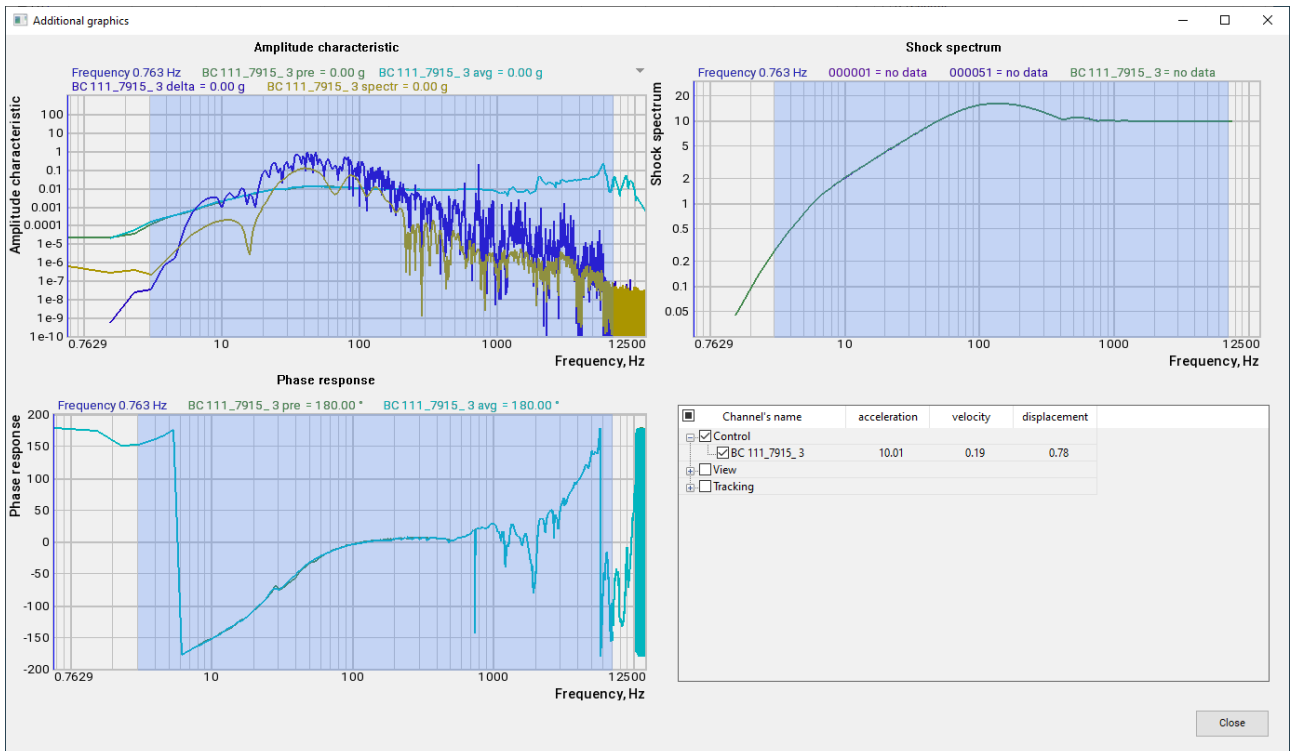 Additional graphics
Amplitude characteristic
Frequency 0.763 Hz BC 111_7915_ 3 pre = 0.00 g BC 111_7915_ 3 avg = 0.00 g
BC 111_7915_ 3 delta = 0.00 g BC 111_7915_ 3 spectr = 0.00 g
Amplitude characteristic
100
10
1
0.1
0.01
0.001
0.0001
1e-5
1e-6
1e-7
1e-8
1e-9
1e-10
0.7629 10 100 1000 12500
Frequency, Hz
Shock spectrum
Frequency 0.763 Hz 000001 = no data 000051 = no data BC 111_7915_ 3 = no data
Shock spectrum
20
10
5
2
1
0.5
0.2
0.1
0.05
0.7629 10 100 1000 12500
Frequency, Hz
Phase response
Frequency 0.763 Hz BC 111_7915_ 3 pre = 180.00 ° BC 111_7915_ 3 avg = 180.00 °
Phase response
200
150
100
50
0
-50
-100
-150
-200
0.7629 10 100 1000 12500
Frequency, Hz
Channel's name acceleration velocity displacement
Control
BC 111_7915_ 3 10.01 0.19 0.78
View
Tracking
Close